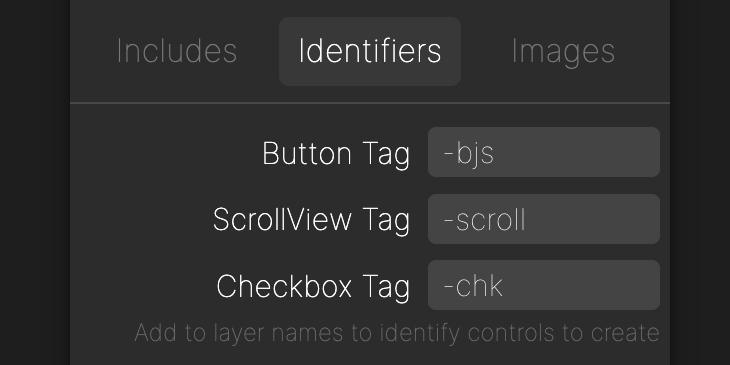 Includes Identifiers Images
Button Tag -bjs
ScrollView Tag -scroll
Checkbox Tag -chk
Add to layer names to identify controls to create